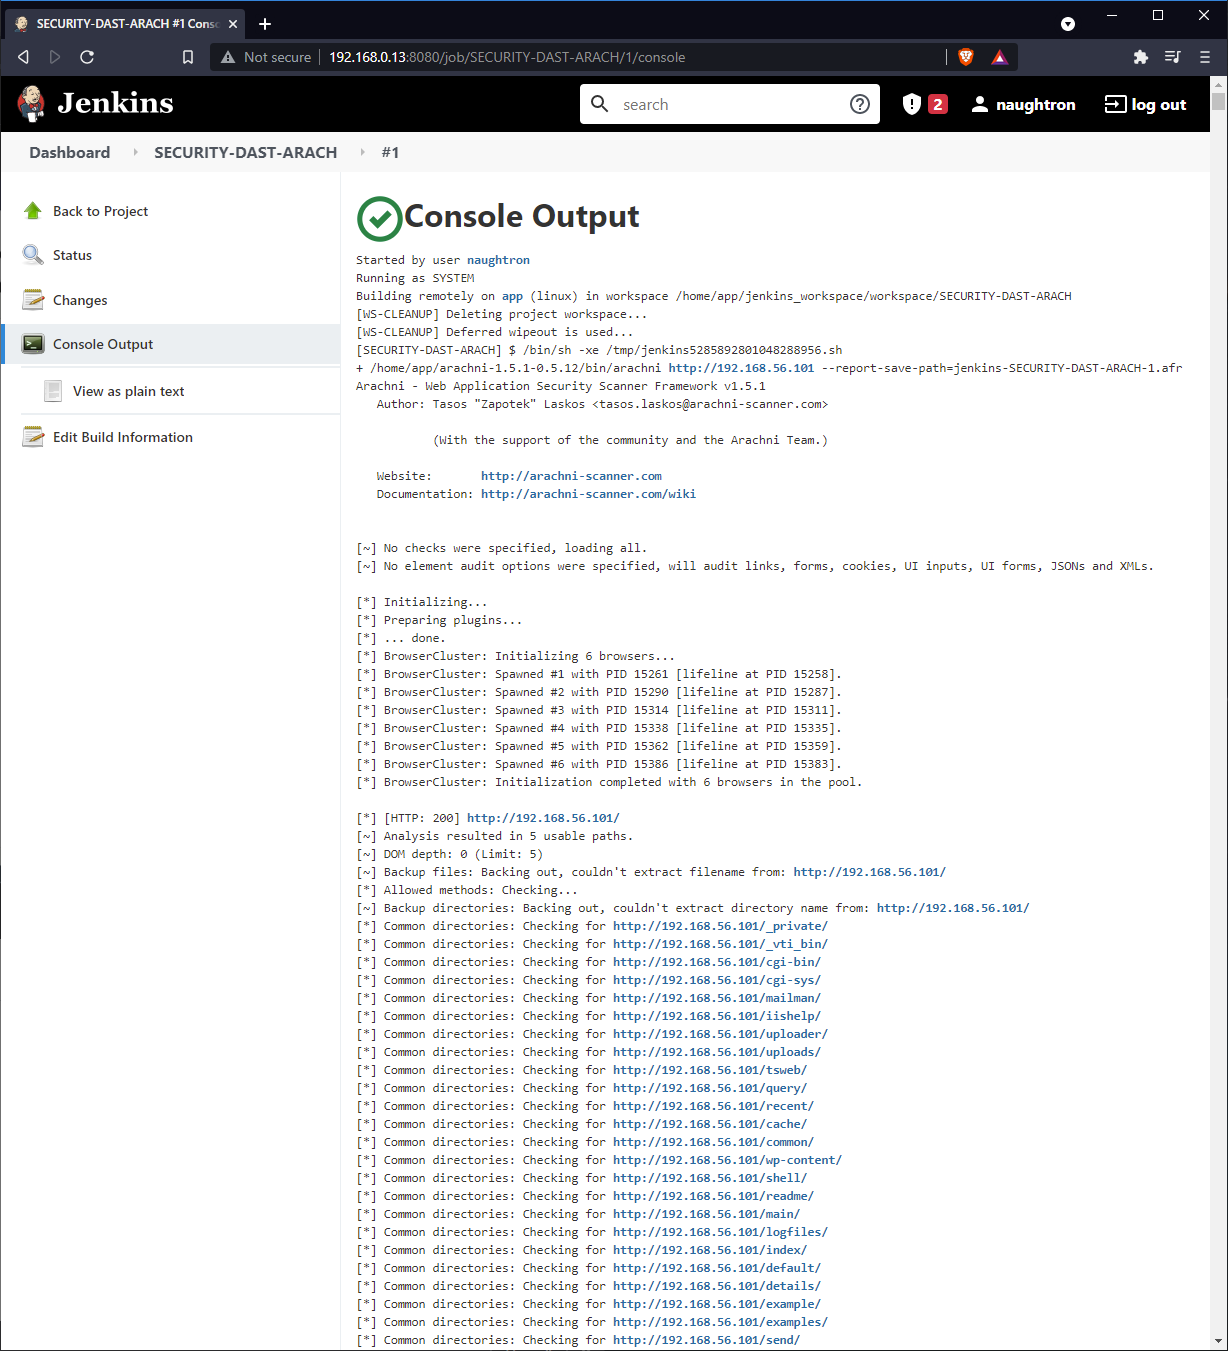 SECURITY-DAST-ARACH #1 Conso
Not secure
192.168.0.13:8080/job/SECURITY-DAST-ARACH/1/console
Jenkins
search
2
naughtron
log out
Dashboard
SECURITY-DAST-ARACH
#1
Back to Project
Status
Changes
Console Output
View as plain text
Edit Build Information
Console Output
Started by user naughtron
Running as SYSTEM
Building remotely on app (linux) in workspace /home/app/jenkins_workspace/workspace/SECURITY-DAST-ARACH
[WS-CLEANUP] Deleting project workspace...
[WS-CLEANUP] Deferred wipeout is used...
[SECURITY-DAST-ARACH] $ /bin/sh -xe /tmp/jenkins5285892801048288956.sh
+ /home/app/arachni-1.5.1-0.5.12/bin/arachni http://192.168.56.101 --report-save-path=jenkins-SECURITY-DAST-ARACH-1.afr
Arachni - Web Application Security Scanner Framework v1.5.1
Author: Tasos "Zapotek" Laskos <tasos.laskos@arachni-scanner.com>
(With the support of the community and the Arachni Team.)
Website: http://arachni-scanner.com
Documentation: http://arachni-scanner.com/wiki
[~] No checks were specified, loading all.
[~] No element audit options were specified, will audit links, forms, cookies, UI inputs, UI forms, JSONs and XMLs.
[*] Initializing...
[*] Preparing plugins...
[*] ... done.
[*] BrowserCluster: Initializing 6 browsers...
[*] BrowserCluster: Spawned #1 with PID 15261 [lifeline at PID 15258].
[*] BrowserCluster: Spawned #2 with PID 15290 [lifeline at PID 15287].
[*] BrowserCluster: Spawned #3 with PID 15314 [lifeline at PID 15311].
[*] BrowserCluster: Spawned #4 with PID 15338 [lifeline at PID 15335].
[*] BrowserCluster: Spawned #5 with PID 15362 [lifeline at PID 15359].
[*] BrowserCluster: Spawned #6 with PID 15386 [lifeline at PID 15383].
[*] BrowserCluster: Initialization completed with 6 browsers in the pool.
[*] [HTTP: 200] http://192.168.56.101/
[~] Analysis resulted in 5 usable paths.
[~] DOM depth: 0 (Limit: 5)
[~] Backup files: Backing out, couldn't extract filename from: http://192.168.56.101/
[*] Allowed methods: Checking...
[~] Backup directories: Backing out, couldn't extract directory name from: http://192.168.56.101/
[*] Common directories: Checking for http://192.168.56.101/_private/
[*] Common directories: Checking for http://192.168.56.101/_vti_bin/
[*] Common directories: Checking for http://192.168.56.101/cgi-bin/
[*] Common directories: Checking for http://192.168.56.101/cgi-sys/
[*] Common directories: Checking for http://192.168.56.101/mailman/
[*] Common directories: Checking for http://192.168.56.101/iishelp/
[*] Common directories: Checking for http://192.168.56.101/uploader/
[*] Common directories: Checking for http://192.168.56.101/uploads/
[*] Common directories: Checking for http://192.168.56.101/tsweb/
[*] Common directories: Checking for http://192.168.56.101/query/
[*] Common directories: Checking for http://192.168.56.101/recent/
[*] Common directories: Checking for http://192.168.56.101/cache/
[*] Common directories: Checking for http://192.168.56.101/common/
[*] Common directories: Checking for http://192.168.56.101/wp-content/
[*] Common directories: Checking for http://192.168.56.101/shell/
[*] Common directories: Checking for http://192.168.56.101/readme/
[*] Common directories: Checking for http://192.168.56.101/main/
[*] Common directories: Checking for http://192.168.56.101/logfiles/
[*] Common directories: Checking for http://192.168.56.101/index/
[*] Common directories: Checking for http://192.168.56.101/default/
[*] Common directories: Checking for http://192.168.56.101/details/
[*] Common directories: Checking for http://192.168.56.101/example/
[*] Common directories: Checking for http://192.168.56.101/examples/
[*] Common directories: Checking for http://192.168.56.101/send/